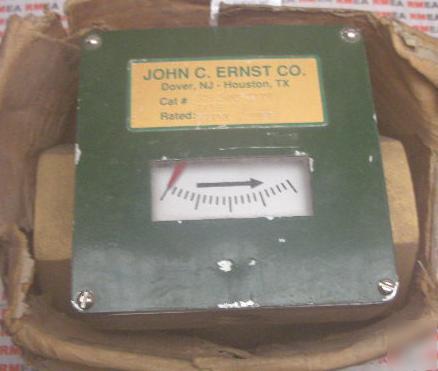 JOHN C. ERNST CO.
Dover, NJ - Houston, TX
Cat #
Rated: